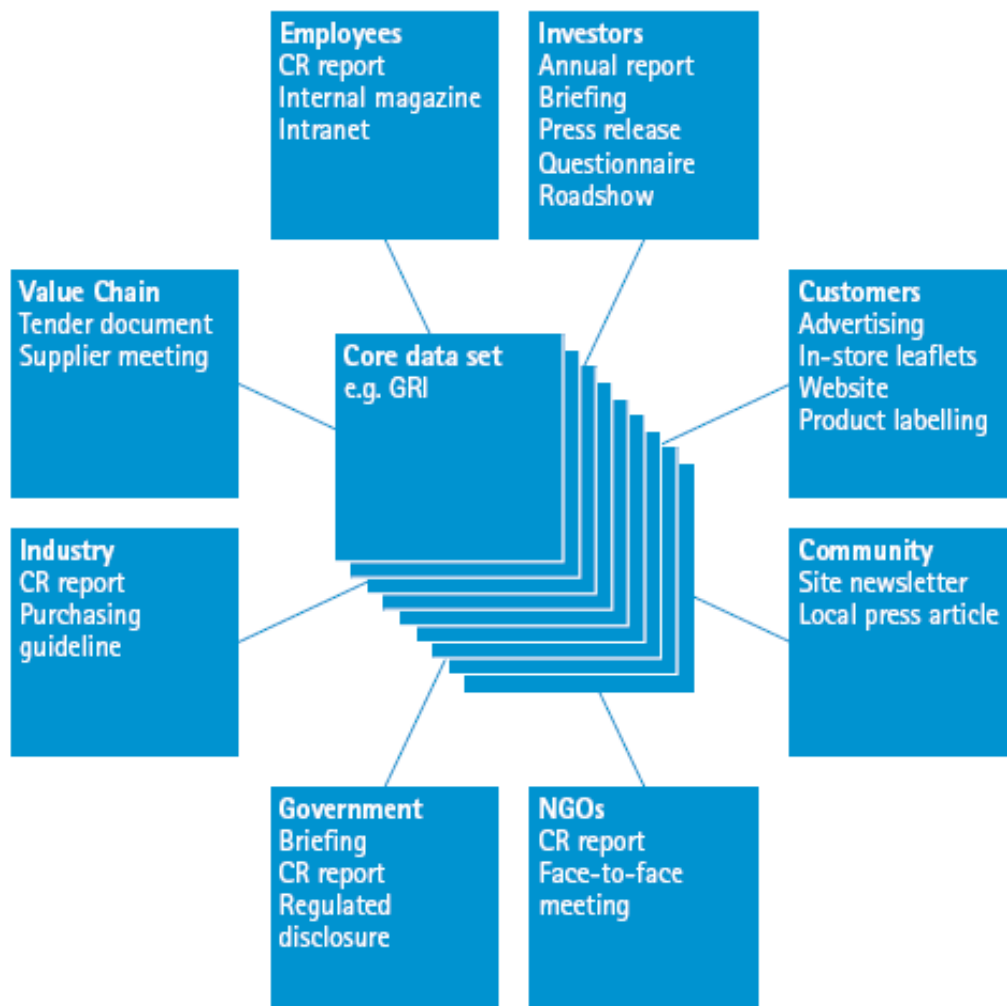 Employees
CR report
Internal magazine
Intranet
Investors
Annual report
Briefing
Press release
Questionnaire
Roadshow
Value Chain
Tender document
Supplier meeting
Core data set
e.g. GRI
Customers
Advertising
In-store leaflets
Website
Product labelling
Industry
CR report
Purchasing
guideline
Community
Site newsletter
Local press article
Government
Briefing
CR report
Regulated
disclosure
NGOs
CR report
Face-to-face
meeting